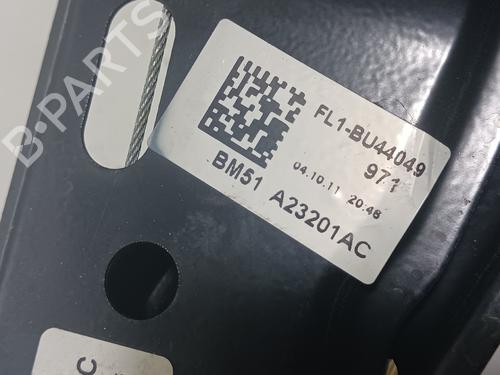 B-PARTS
FL1-BU44049
971
04.10.11 20:48
BM51 A23201AC
C